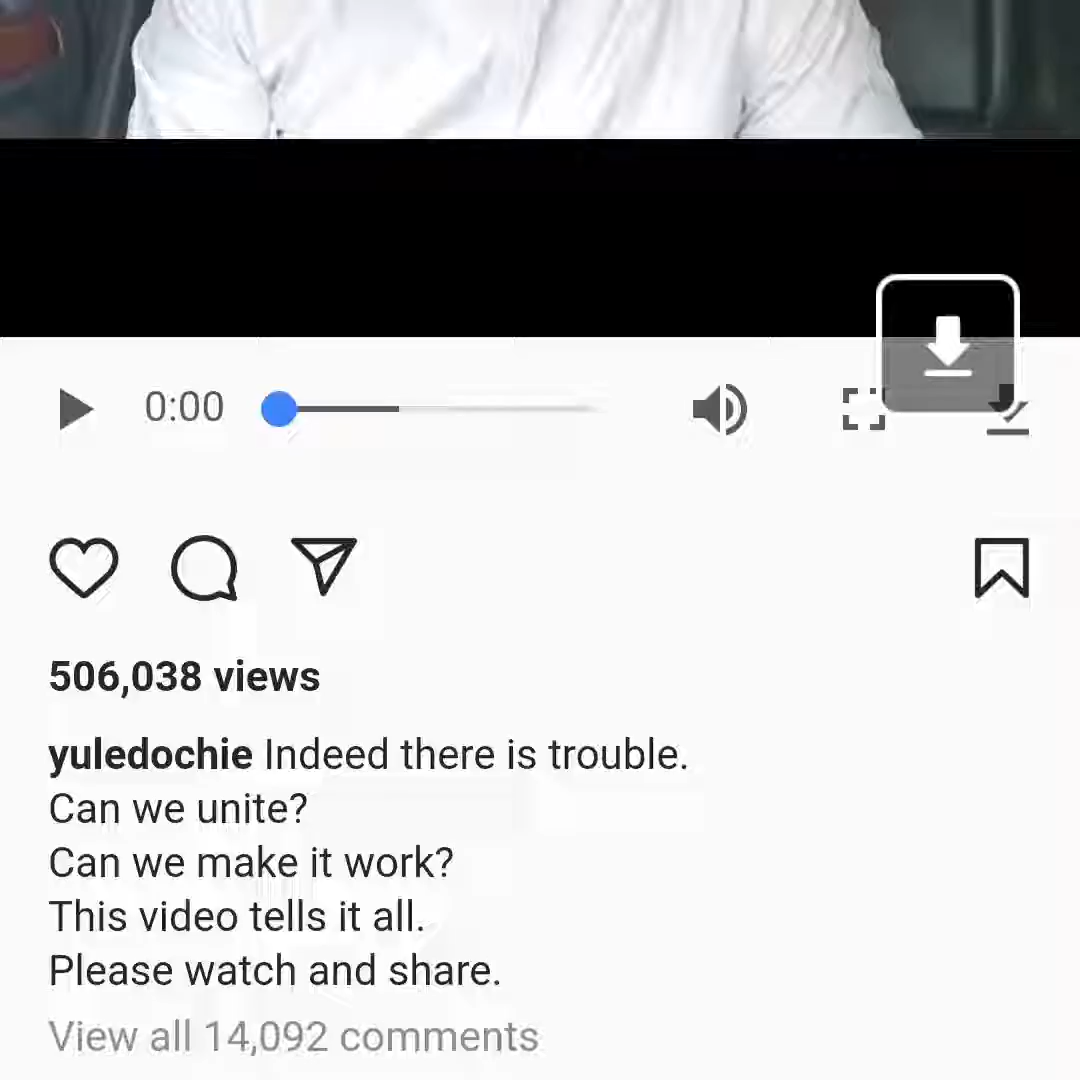 0:00
506,038 views
yuledochie Indeed there is trouble.
Can we unite?
Can we make it work?
This video tells it all.
Please watch and share.
View all 14,092 comments